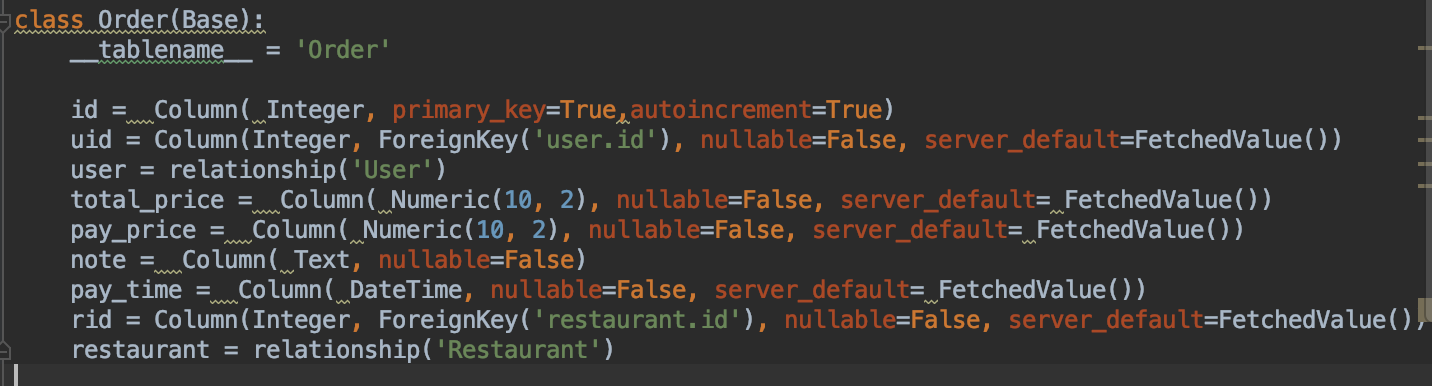 class Order(Base):
    __tablename__ = 'Order'

    id =  Column( Integer, primary_key=True,autoincrement=True)
    uid = Column(Integer, ForeignKey('user.id'), nullable=False, server_default=FetchedValue())
    user = relationship('User')
    total_price =  Column( Numeric(10, 2), nullable=False, server_default= FetchedValue())
    pay_price =  Column( Numeric(10, 2), nullable=False, server_default= FetchedValue())
    note =  Column( Text, nullable=False)
    pay_time =  Column( DateTime, nullable=False, server_default= FetchedValue())
    rid = Column(Integer, ForeignKey('restaurant.id'), nullable=False, server_default=FetchedValue())
    restaurant = relationship('Restaurant')